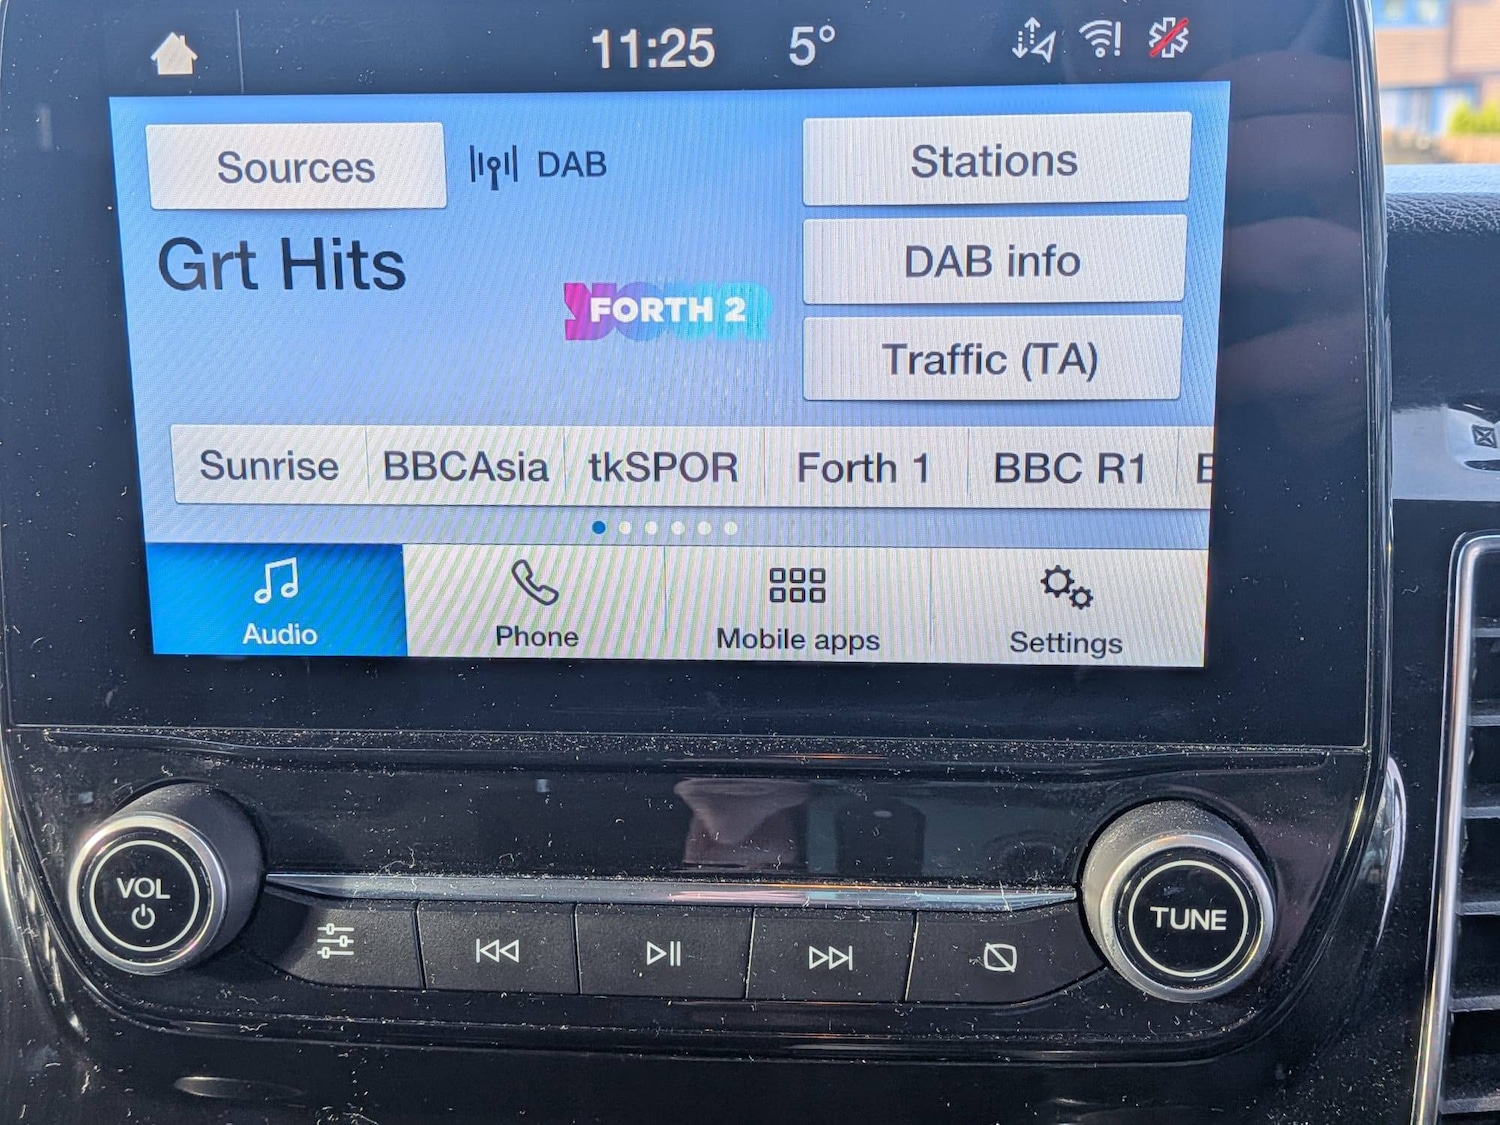 11:25 5°
Sources DAB Stations
Grt Hits
DAB info
FORTH 2
Traffic (TA)
Sunrise BBCAsia tkSPOR Forth 1 BBC R1
Audio Phone Mobile apps Settings
VOL
TUNE